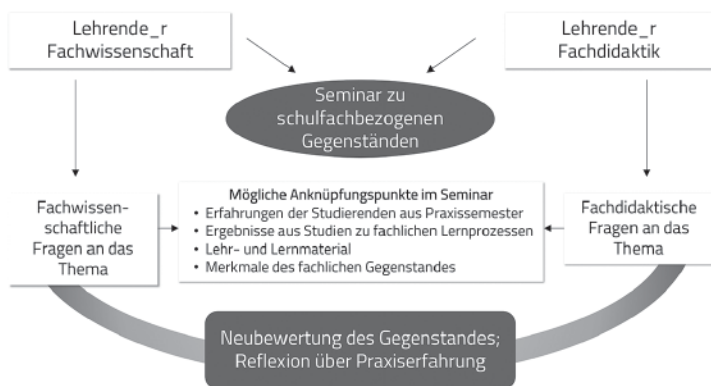 Lehrende_r
Fachwissenschaft
Lehrende_r
Fachdidaktik
Seminar zu
schulfachbezogenen
Gegenständen
Fachwissen-
schaftliche
Fragen an das
Thema
Mögliche Anknüpfungspunkte im Seminar
• Erfahrungen der Studierenden aus Praxissemester
• Ergebnisse aus Studien zu fachlichen Lernprozessen
• Lehr- und Lernmaterial
• Merkmale des fachlichen Gegenstandes
Fachdidaktische
Fragen an das
Thema
Neubewertung des Gegenstandes;
Reflexion über Praxiserfahrung